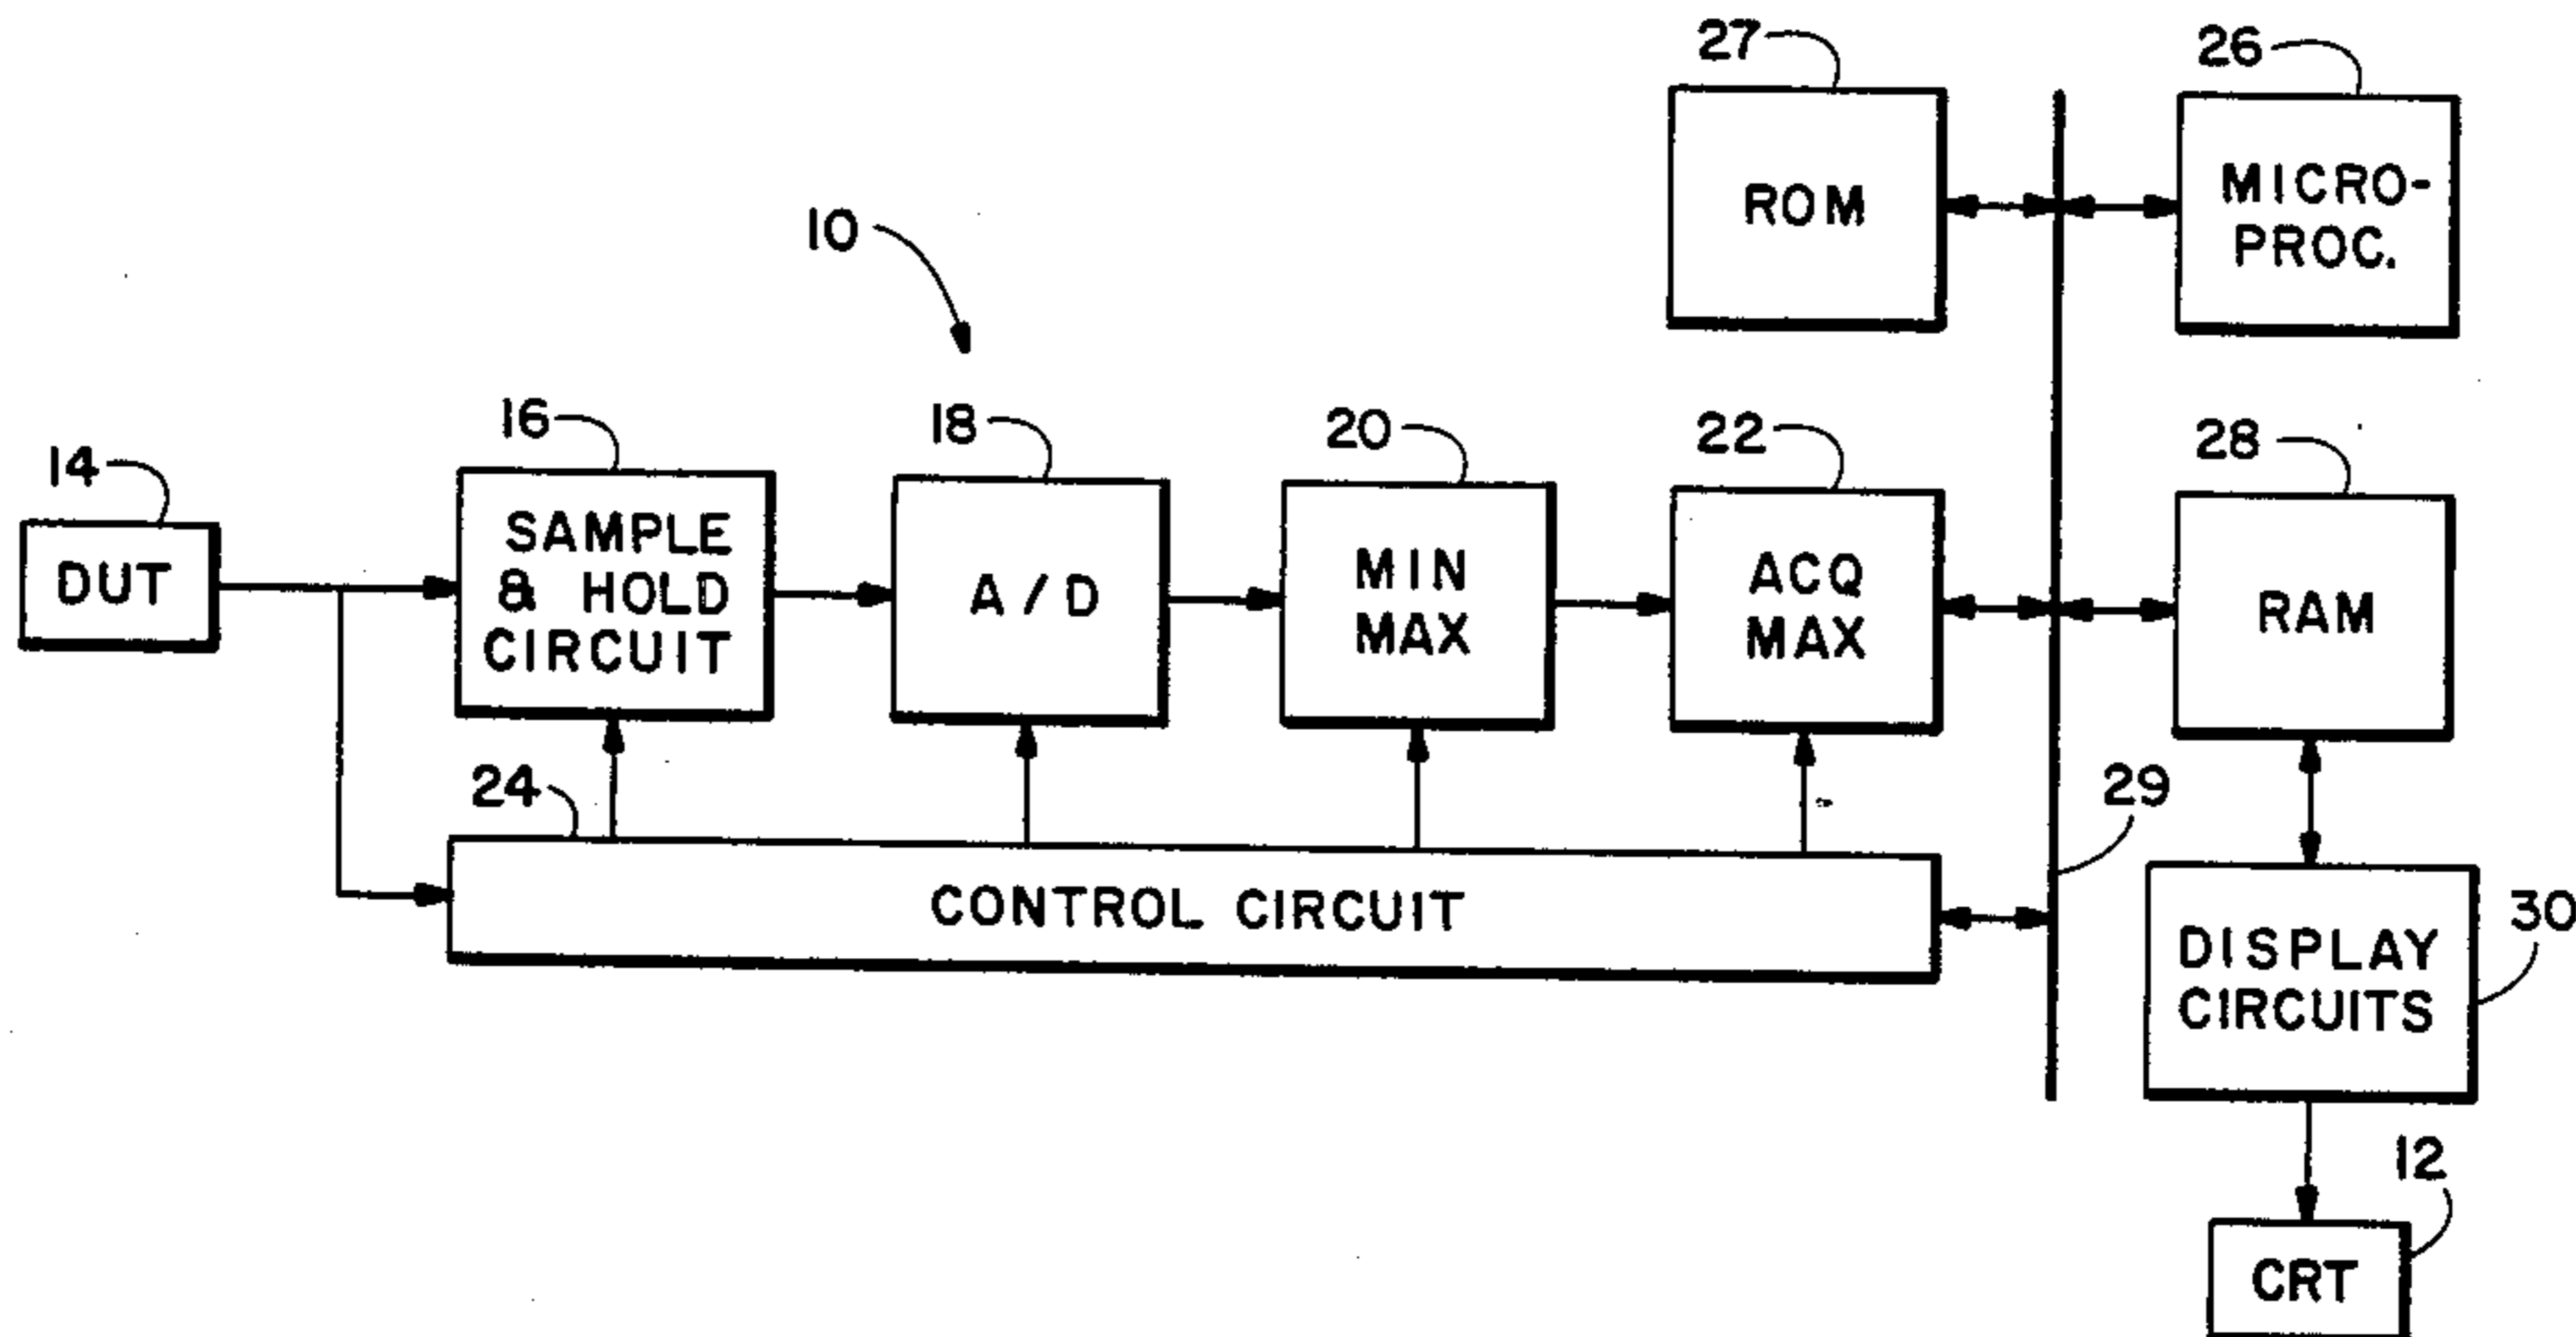 27
26
ROM
MICRO-
PROC.
10
14
16
18
20
22
28
DUT
SAMPLE
& HOLD
CIRCUIT
A / D
MIN
MAX
ACQ
MAX
RAM
24
29
CONTROL CIRCUIT
DISPLAY
CIRCUITS
30
12
CRT